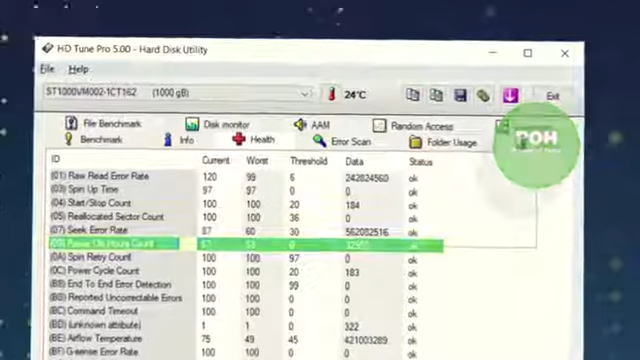 HD Tune Pro 5.00 - Hard Disk Utility
File Help
ST1000VM002-1CT162 (1000 gB) 24°C Exit
File Benchmark Disk monitor AAM Random Access
Benchmark Info Health Error Scan Folder Usage
POH
ID Current Worst Threshold Data Status
(01) Raw Read Error Rate 120 99 6 242824560 ok
(03) Spin Up Time 97 97 0 0 ok
(04) Start/Stop Count 100 100 20 184 ok
(05) Reallocated Sector Count 100 100 36 0 ok
(07) Seek Error Rate 87 60 30 562082516 ok
(09) Power On Hours Count 0 ok
(0A) Spin Retry Count 100 100 97 0 ok
(0C) Power Cycle Count 100 100 20 183 ok
(B8) End To End Error Detection 100 100 99 0 ok
(BB) Reported Uncorrectable Errors 100 100 0 0 ok
(BC) Command Timeout 100 100 0 0 ok
(BD) (unknown attribute) 1 1 0 322 ok
(BE) Airflow Temperature 75 49 45 421003289 ok
(BF) G-sense Error Rate 100 100 0 0 ok